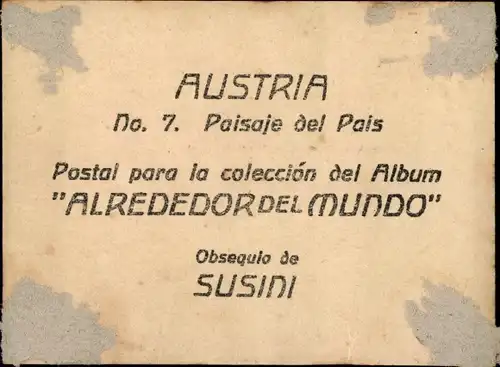 AUSTRIA
No. 7. Paisaje del Pais
Postal para la colección del Album
"ALREDEDOR DEL MUNDO"
Obsequio de
SUSINI